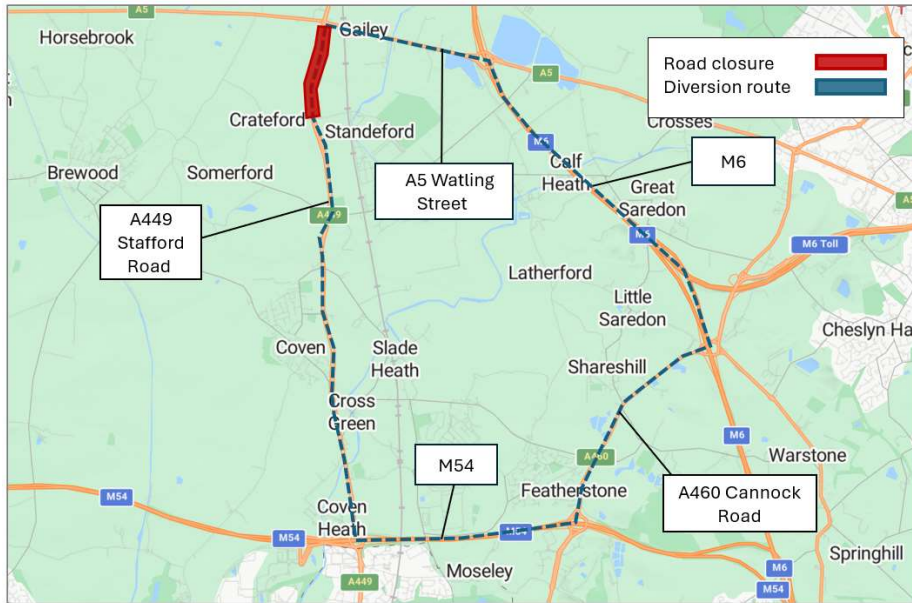 A5
Horsebrook
Gailey
Road closure
Diversion route
A5
Crosses
Crateford
Standeford
M6
Calf
Heath
M6
Brewood
Somerford
A5 Watling
Street
Great
Saredon
A449
Stafford
Road
M6
M6 Toll
Latherford
Little
Saredon
Cheslyn Ha
Coven
Slade
Heath
Shareshill
Cross
Green
M6
M54
Warstone
M54
Featherstone
A460 Cannock
Road
Coven
Heath
M54
Springhill
Moseley
A449
M6
M54